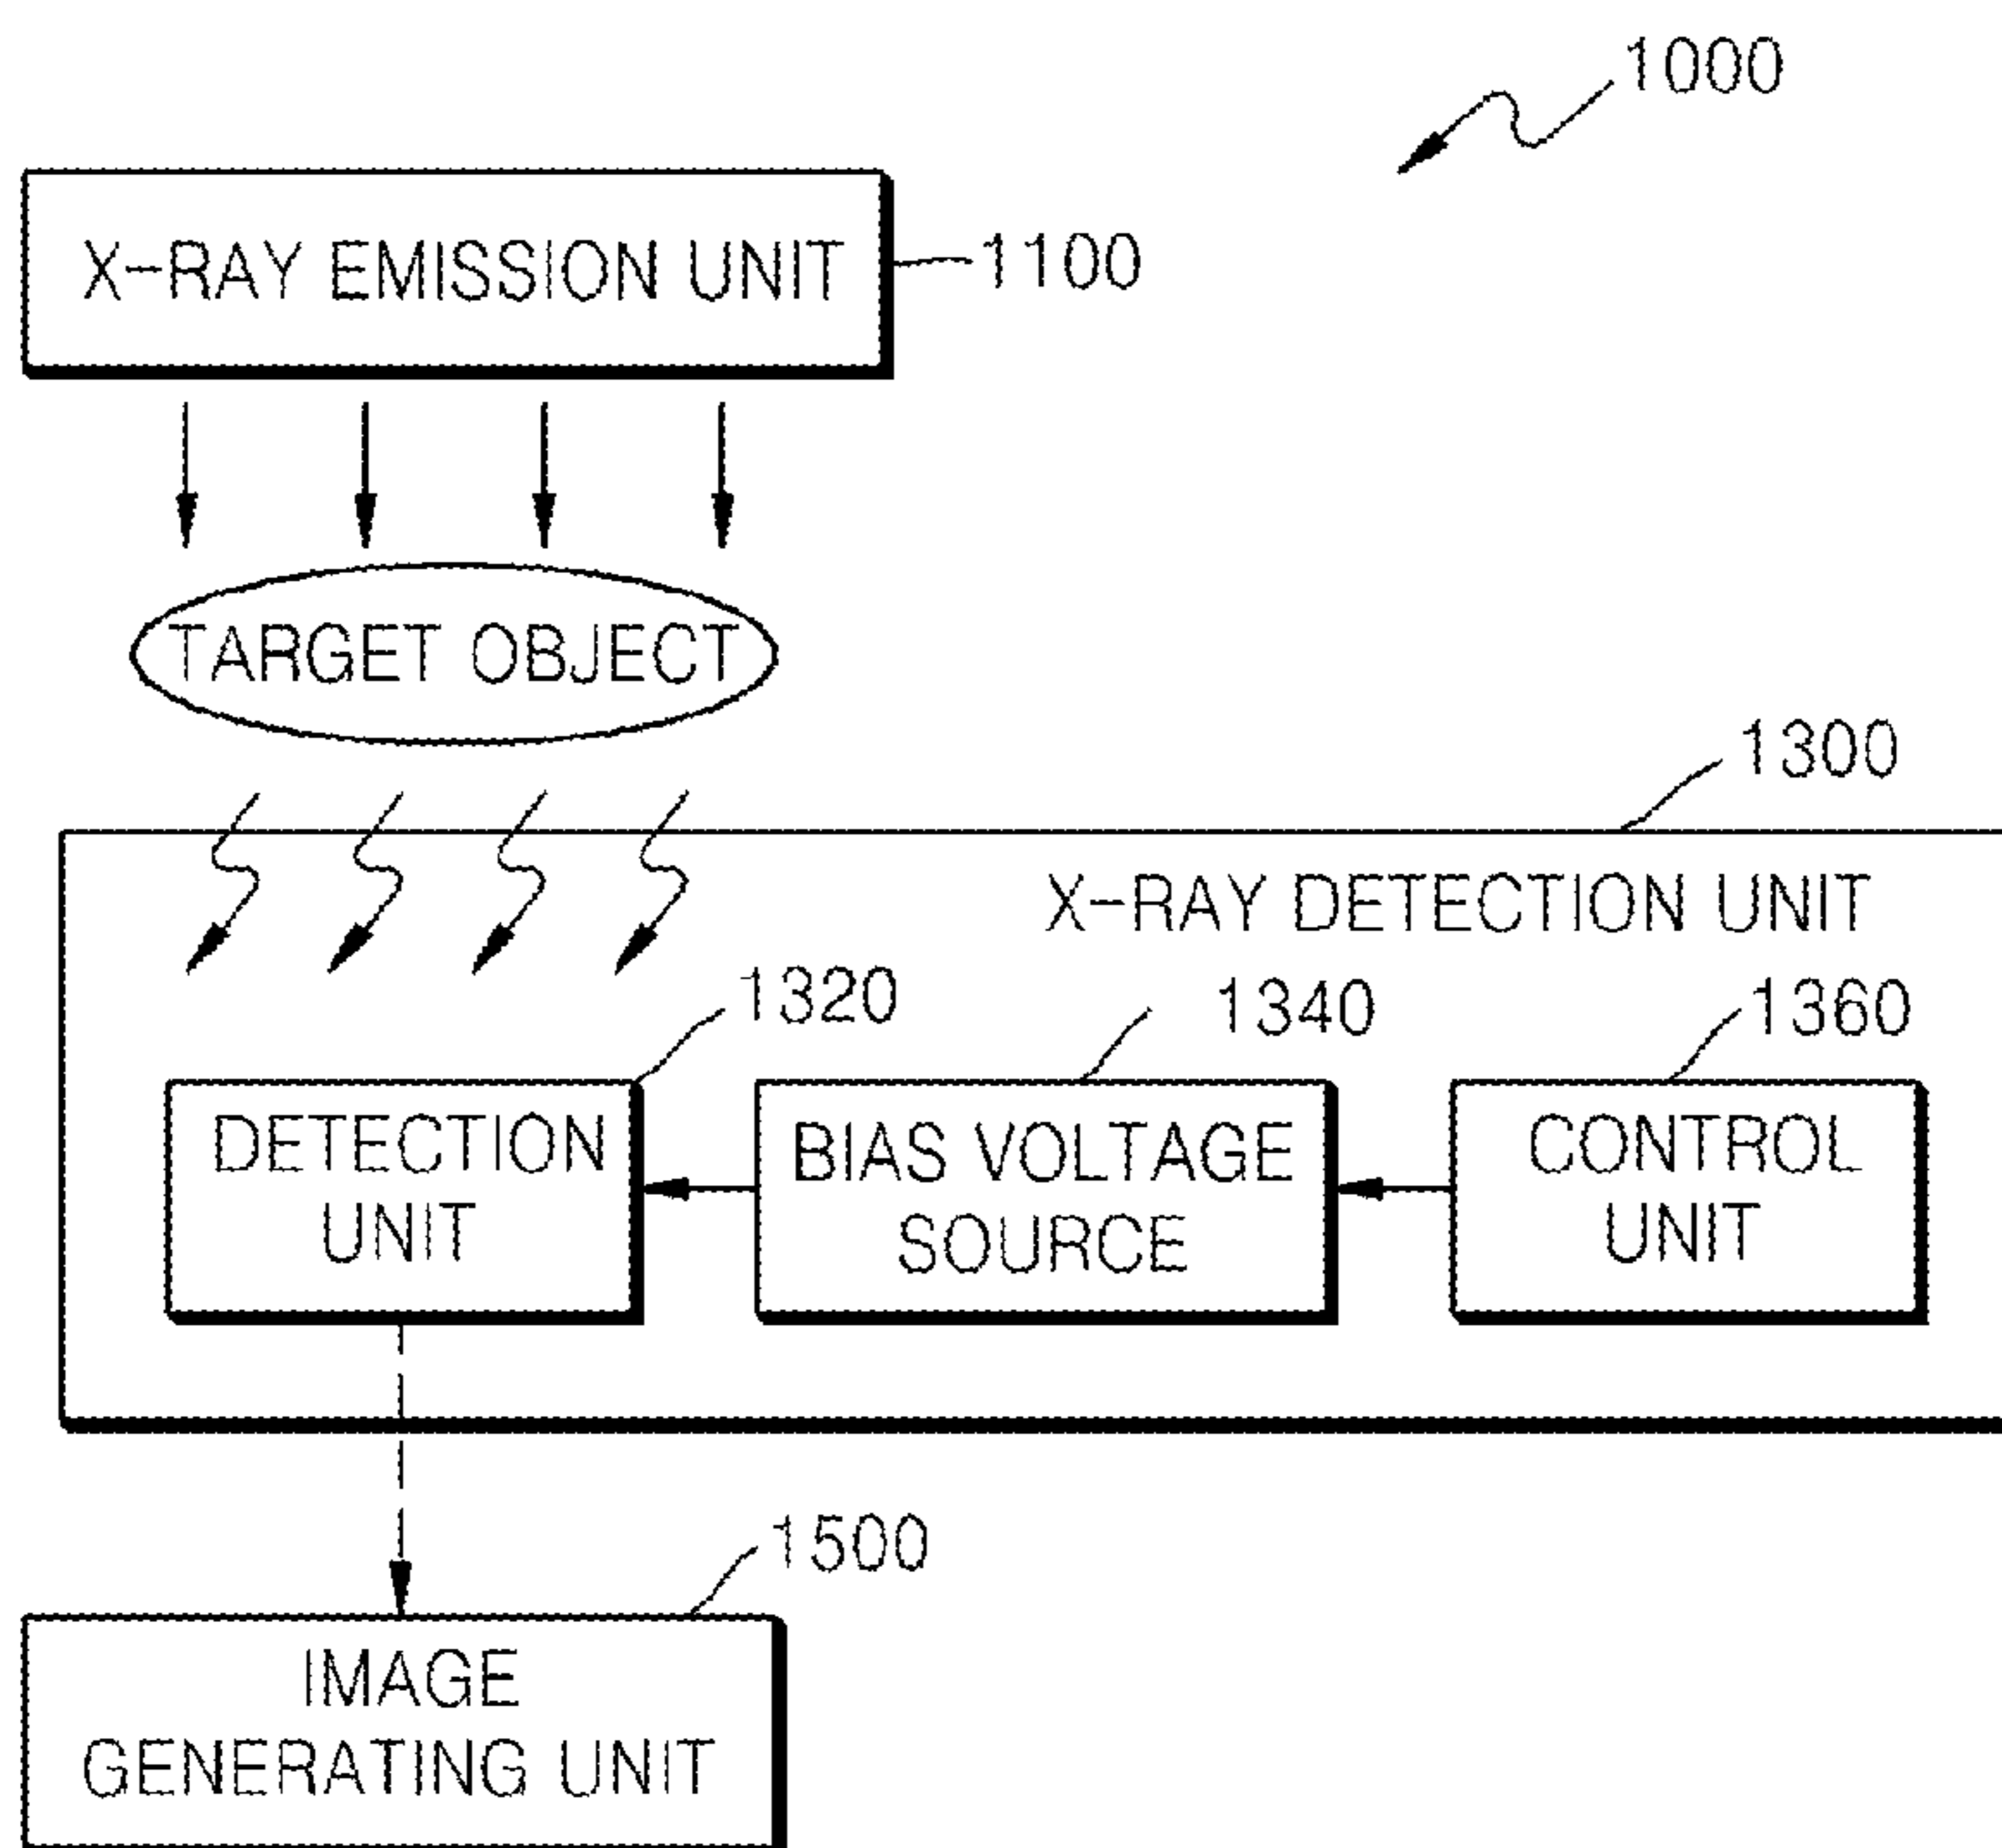 1000
X-RAY EMISSION UNIT
1100
TARGET OBJECT
1300
X-RAY DETECTION UNIT
1320
1340
1360
DETECTION
UNIT
BIAS VOLTAGE
SOURCE
CONTROL
UNIT
1500
IMAGE
GENERATING UNIT